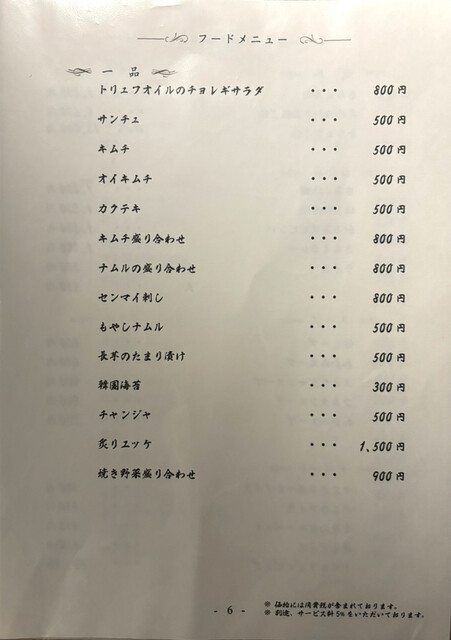 フードメニュー
一品
トリュフオイルのチョレギサラダ ・・・ 800円
サンチュ ・・・ 500円
キムチ ・・・ 500円
オイキムチ ・・・ 500円
カクテキ ・・・ 500円
キムチ盛り合わせ ・・・ 800円
ナムルの盛り合わせ ・・・ 800円
センマイ刺し ・・・ 800円
もやしナムル ・・・ 500円
長芋のたまり漬け ・・・ 500円
韓国海苔 ・・・ 300円
チャンジャ ・・・ 500円
炙りユッケ ・・・ 1,500円
焼き野菜盛り合わせ ・・・ 900円
※ 価格には消費税が含まれております。
※ 別途、サービス料5%をいただいております。
- 6 -